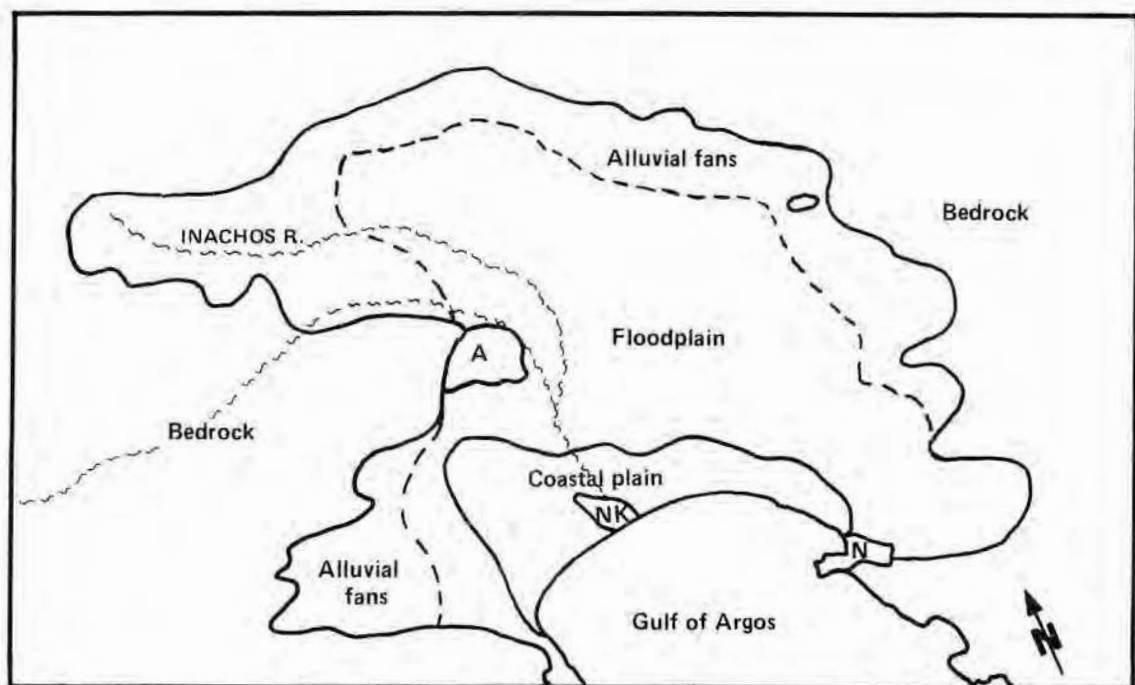 Alluvial fans
Bedrock
INACHOS R.
Floodplain
A
Bedrock
Coastal plain
NK
N
Alluvial
fans
Gulf of Argos
N